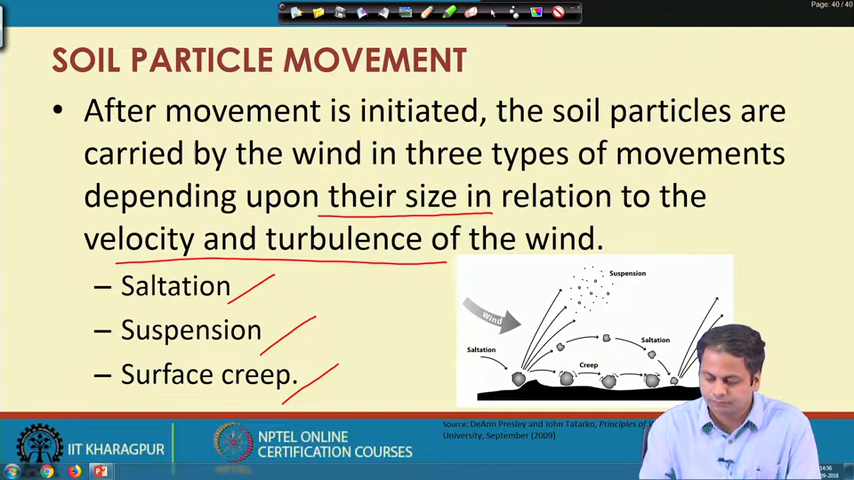 Page: 40 / 40
SOIL PARTICLE MOVEMENT
• After movement is initiated, the soil particles are
carried by the wind in three types of movements
depending upon their size in relation to the
velocity and turbulence of the wind.
– Saltation
– Suspension
– Surface creep.
Suspension
Wind
Saltation
Saltation
Creep
Source: DeAnn Presley and John Tatarko, Principles of
University, September (2009)
IIT KHARAGPUR
NPTEL ONLINE
CERTIFICATION COURSES
14:56